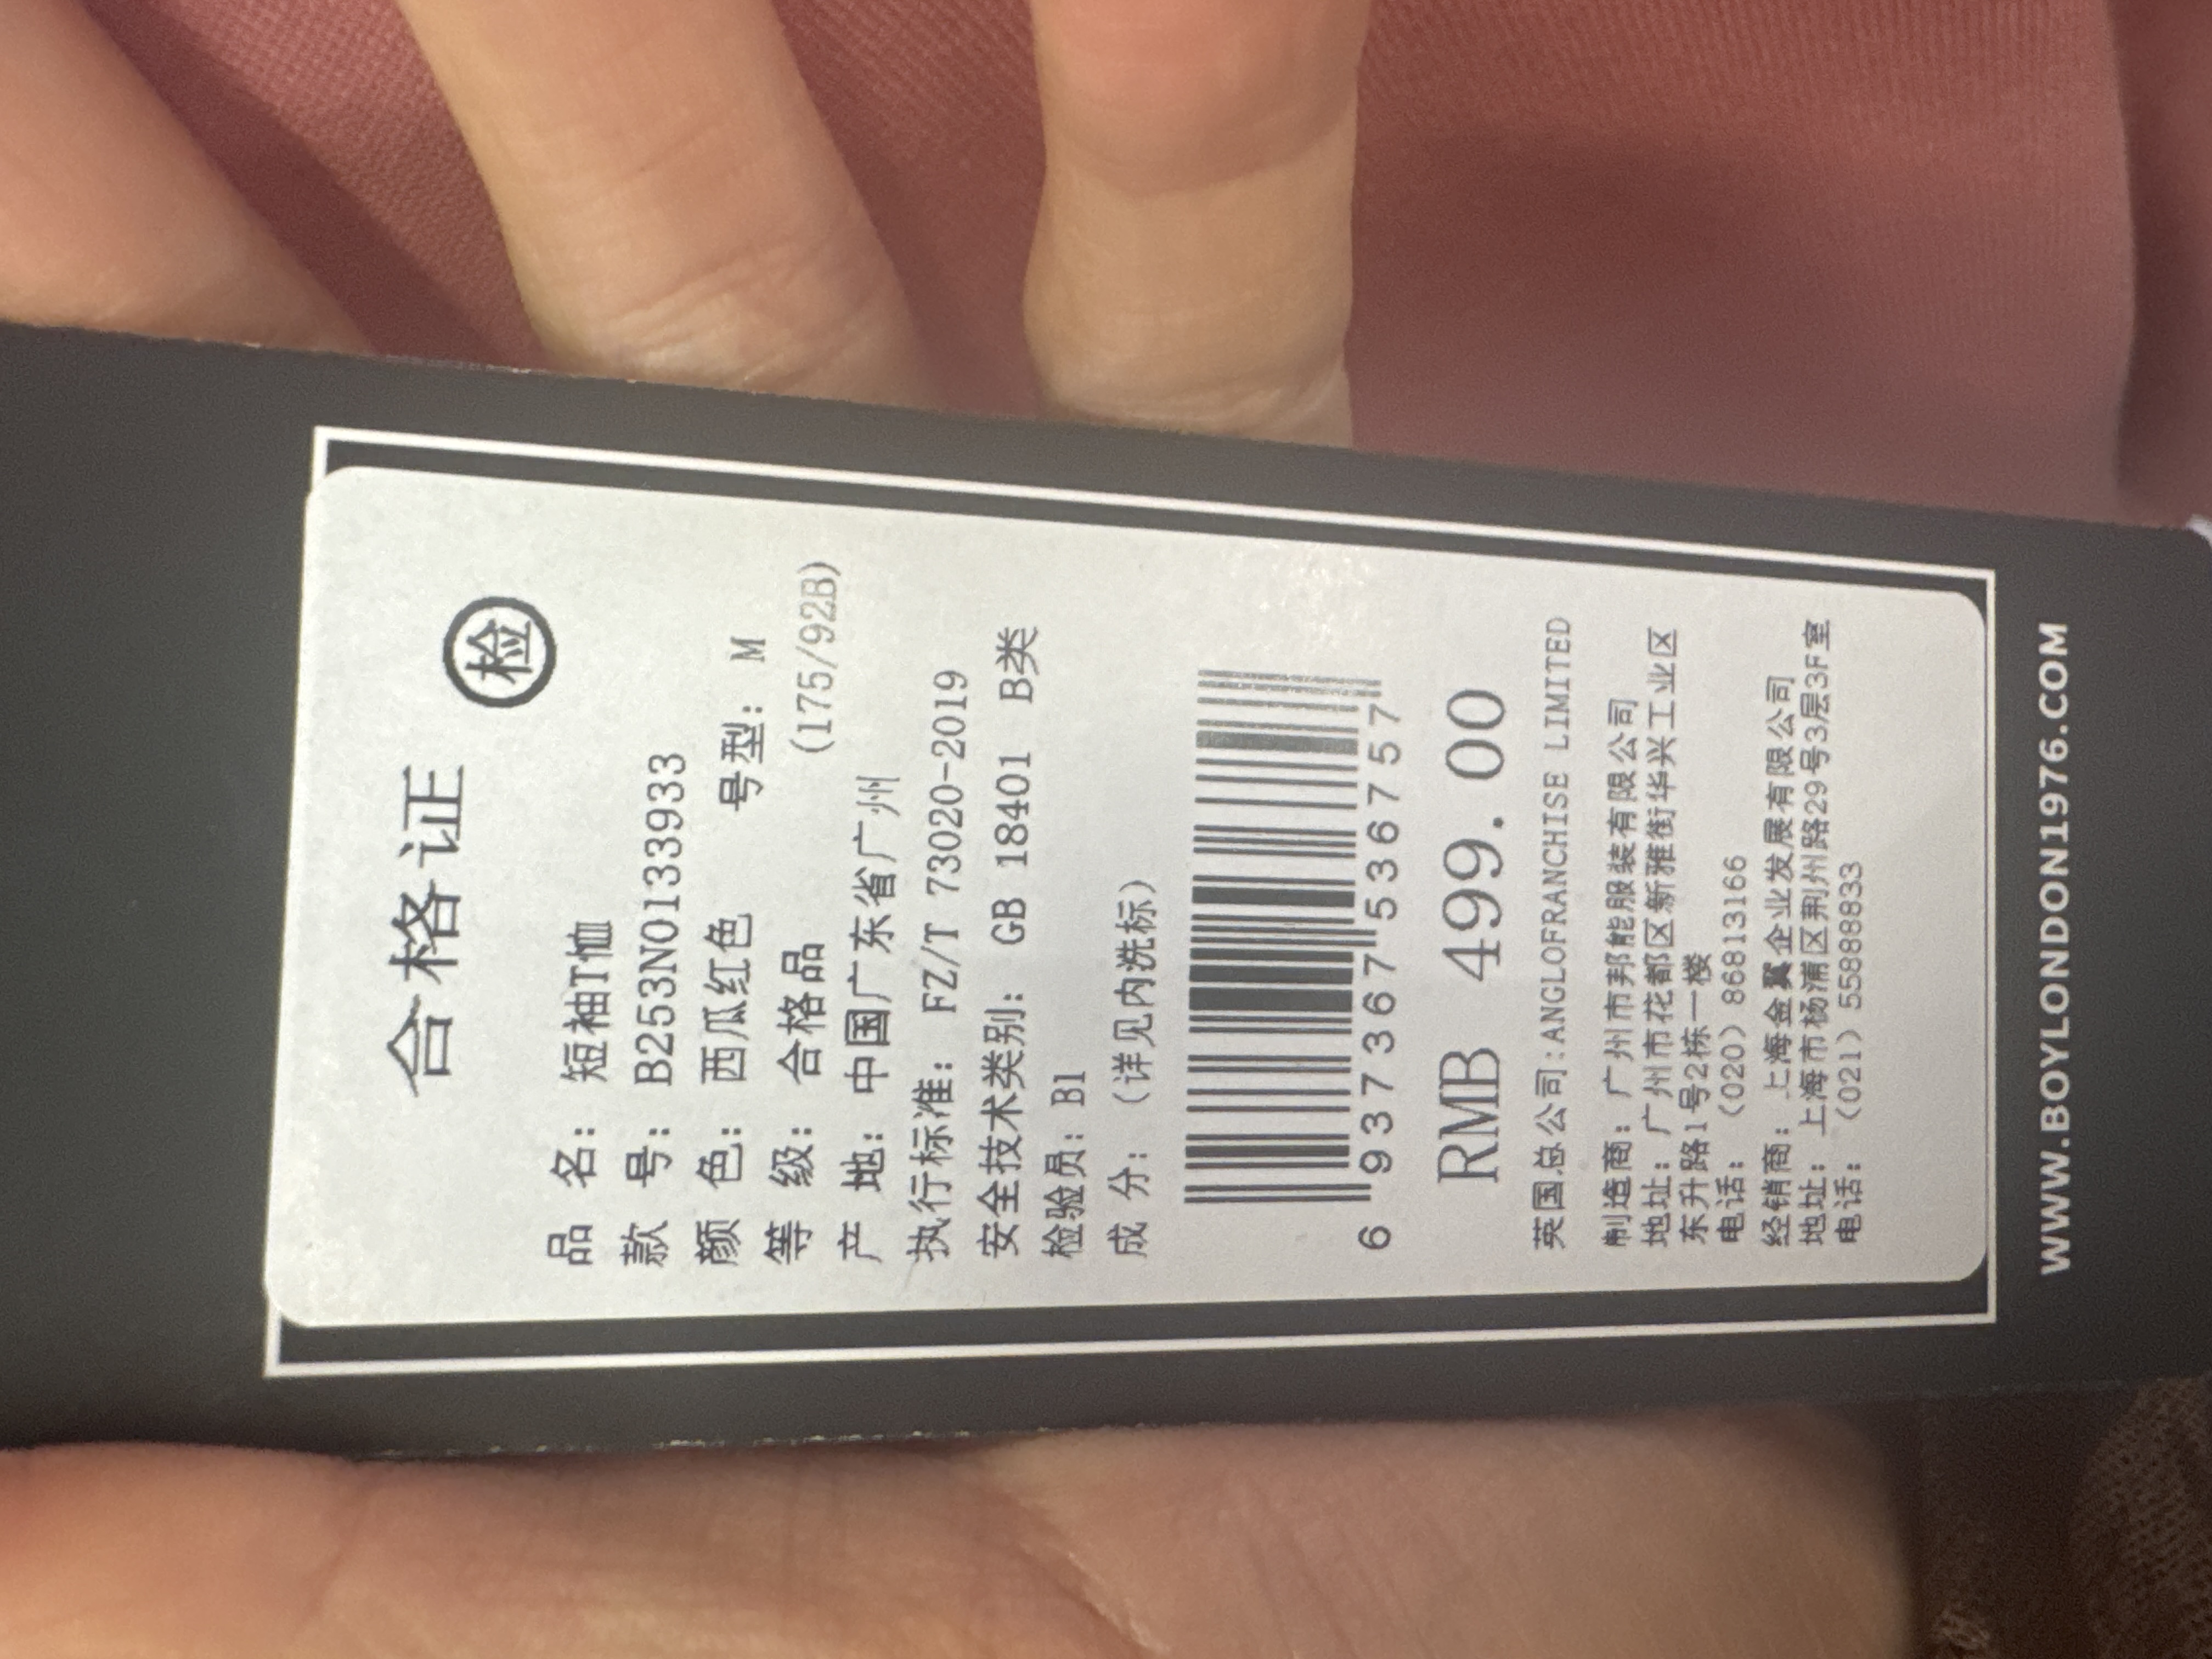 合格证 检
品 名：短袖T恤
款 号：B253N0133933
颜 色：西瓜红色 号型：M
等 级：合格品 (175/92B)
产 地：中国广东省广州
执行标准：FZ/T 73020-2019
安全技术类别：GB 18401 B类
检验员：B1
成 分：（详见内洗标）
6 937367 536757
RMB 499.00
英国总公司:ANGLOFRANCHISE LIMITED
制造商：广州市邦能服装有限公司
地址：广州市花都区新雅街华兴工业区
东升路1号2栋一楼
电话：（020）86813166
经销商：上海金翼企业发展有限公司
地址：上海市杨浦区荆州路29号3层3F室
电话：（021）55888833
WWW.BOYLONDON1976.COM